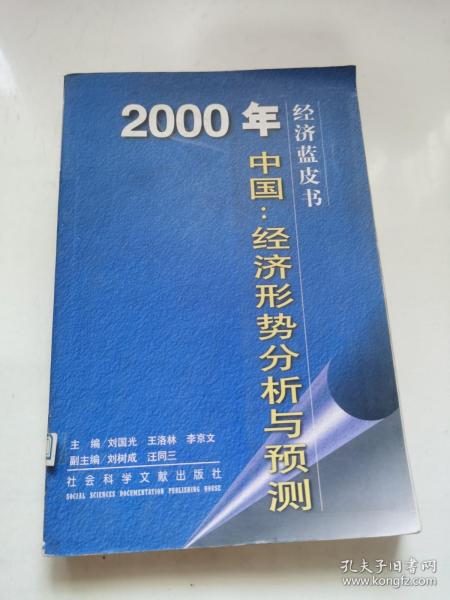 2000年
经济蓝皮书
中国：经济形势分析与预测
主 编/刘国光 王洛林 李京文
副主编/刘树成 汪同三
社会科学文献出版社
SOCIAL SCIENCES DOCUMENTATION PUBLISHING HOUSE
孔夫子旧书网
www.kongfz.com